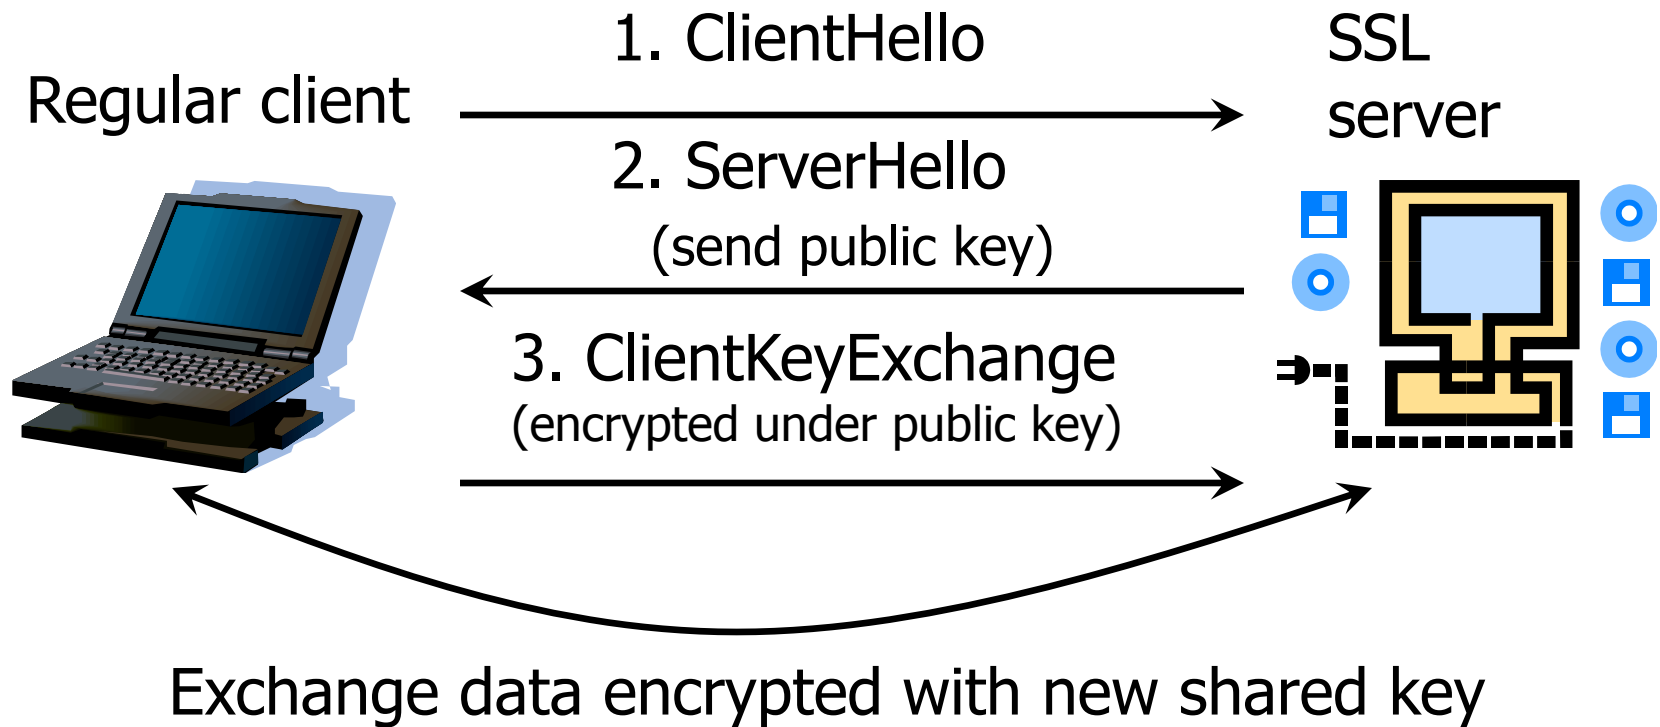 Regular client
1. ClientHello
SSL
server
2. ServerHello
(send public key)
3. ClientKeyExchange
(encrypted under public key)
Exchange data encrypted with new shared key